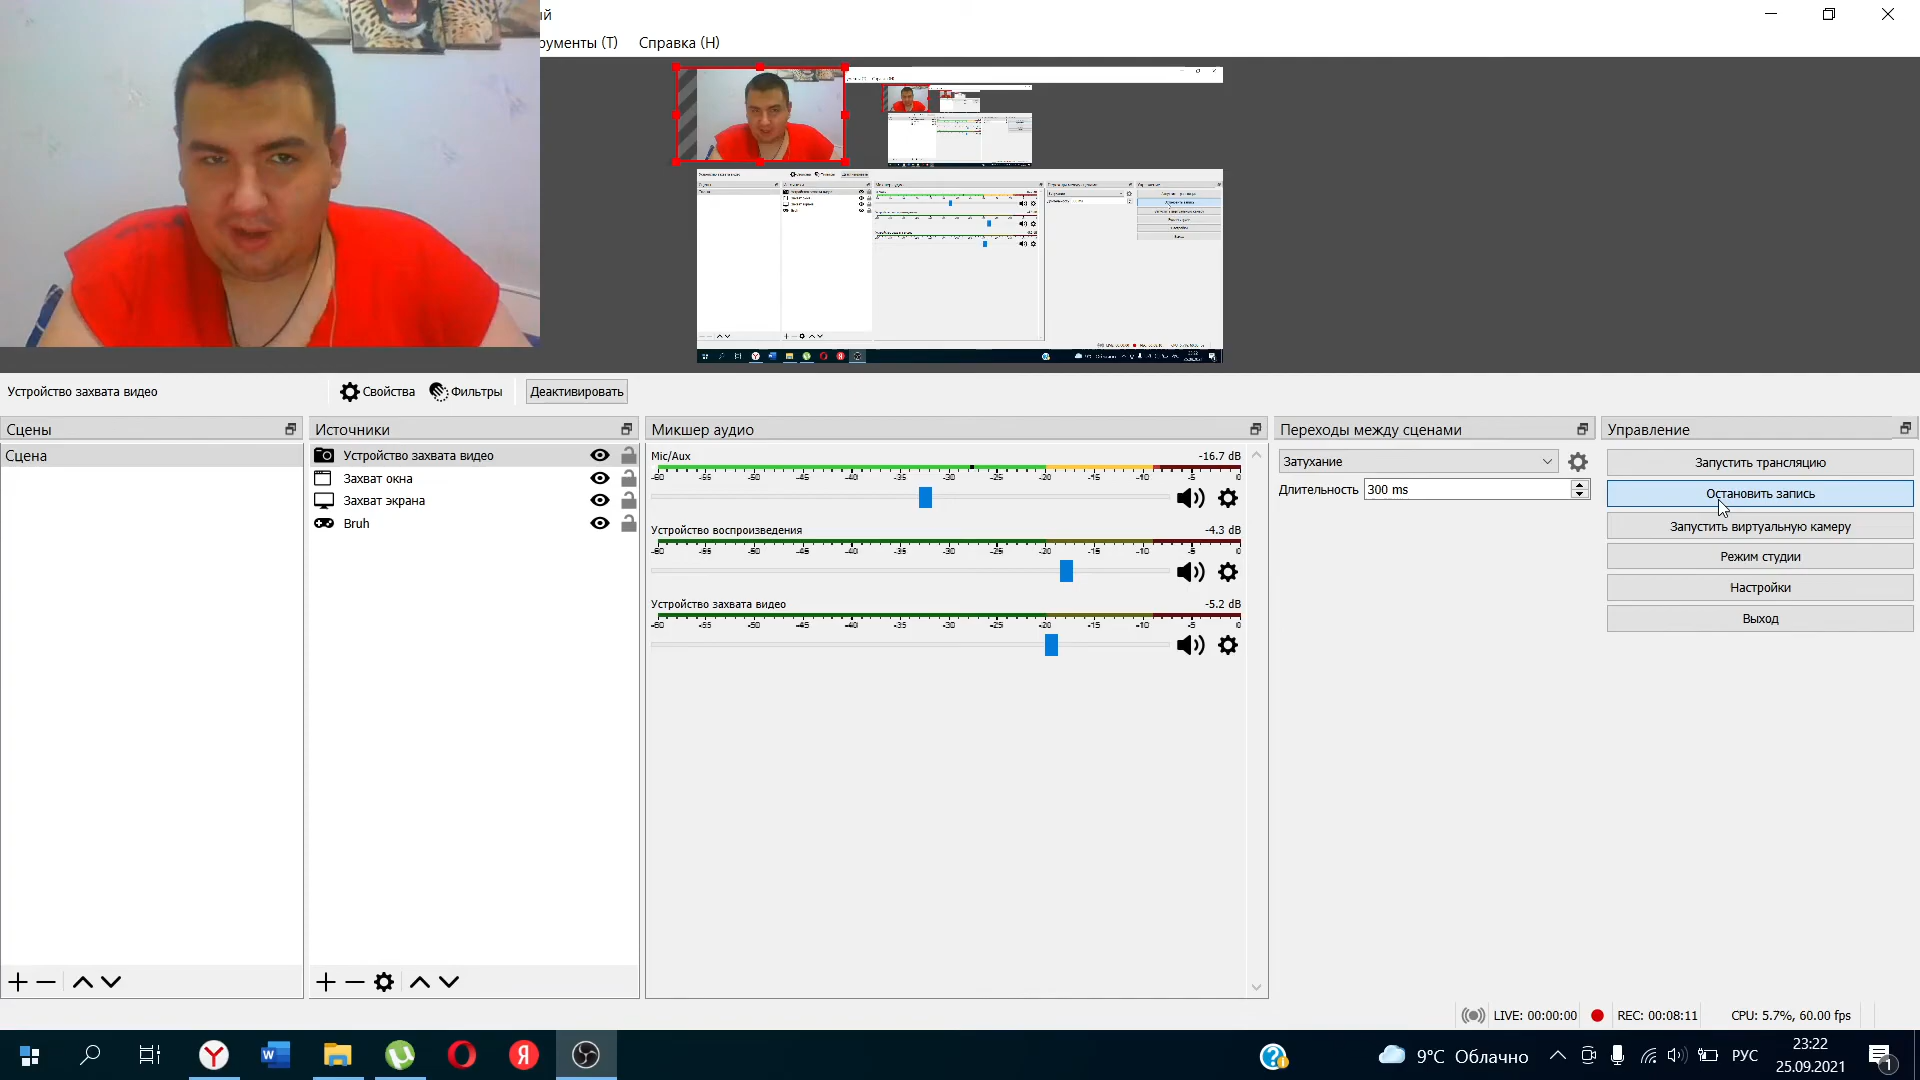 ый
рументы (T)
Справка (H)
Устройство захвата видео
Свойства
Фильтры
Деактивировать
Сцены
Сцена
Источники
Устройство захвата видео
Захват окна
Захват экрана
Bruh
Микшер аудио
Mic/Aux
-16.7 dB
-60 -55 -50 -45 -40 -35 -30 -25 -20 -15 -10 -5 0
Устройство воспроизведения
-4.3 dB
-60 -55 -50 -45 -40 -35 -30 -25 -20 -15 -10 -5 0
Устройство захвата видео
-5.2 dB
-60 -55 -50 -45 -40 -35 -30 -25 -20 -15 -10 -5 0
Переходы между сценами
Затухание
Длительность
300 ms
Управление
Запустить трансляцию
Остановить запись
Запустить виртуальную камеру
Режим студии
Настройки
Выход
LIVE: 00:00:00
REC: 00:08:11
CPU: 5.7%, 60.00 fps
9°C Облачно
РУС
23:22
25.09.2021
1